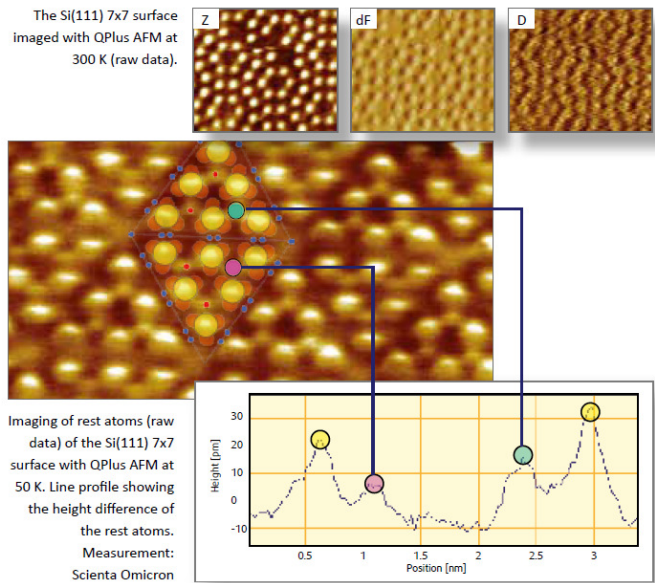 The Si(111) 7x7 surface
imaged with QPlus AFM at
300 K (raw data).
Z
dF
D
Imaging of rest atoms (raw
data) of the Si(111) 7x7
surface with QPlus AFM at
50 K. Line profile showing
the height difference of
the rest atoms.
Measurement:
Scienta Omicron
Height [pm]
30
20
10
0
-10
0.5 1 1.5 2 2.5 3
Position [nm]